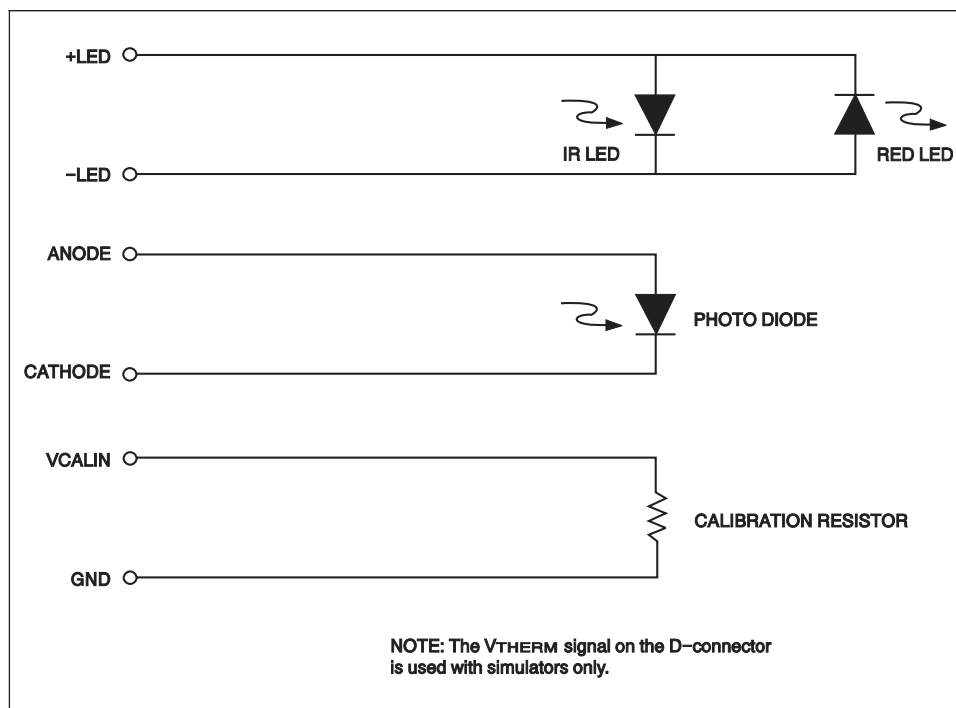 +LED
-LED
IR LED
RED LED
ANODE
PHOTO DIODE
CATHODE
VCALIN
CALIBRATION RESISTOR
GND
NOTE: The VTHERM signal on the D-connector
is used with simulators only.